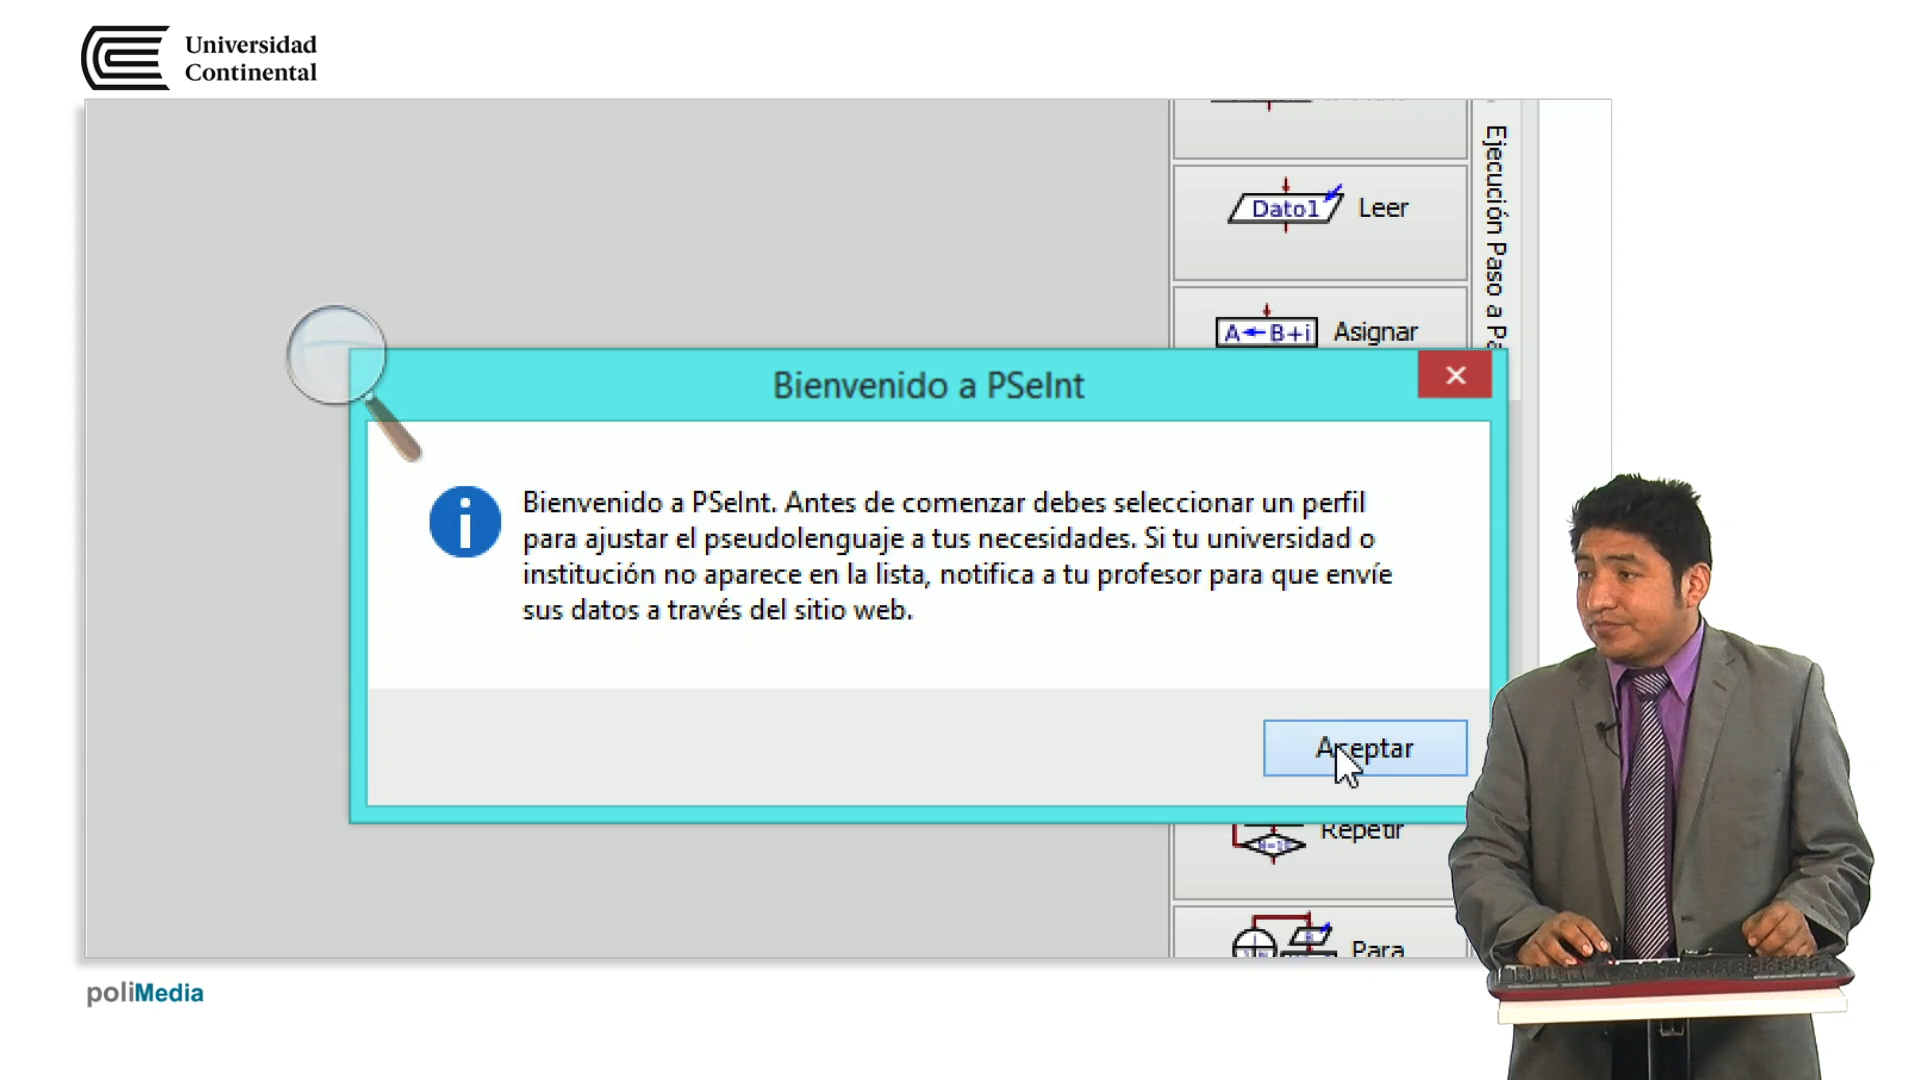 Universidad
Continental
Ejecución Paso a
Dato1 Leer
A←B+i Asignar
Bienvenido a PSeInt
Bienvenido a PSeInt. Antes de comenzar debes seleccionar un perfil
para ajustar el pseudolenguaje a tus necesidades. Si tu universidad o
institución no aparece en la lista, notifica a tu profesor para que envíe
sus datos a través del sitio web.
Aceptar
Repetir
Para
poliMedia